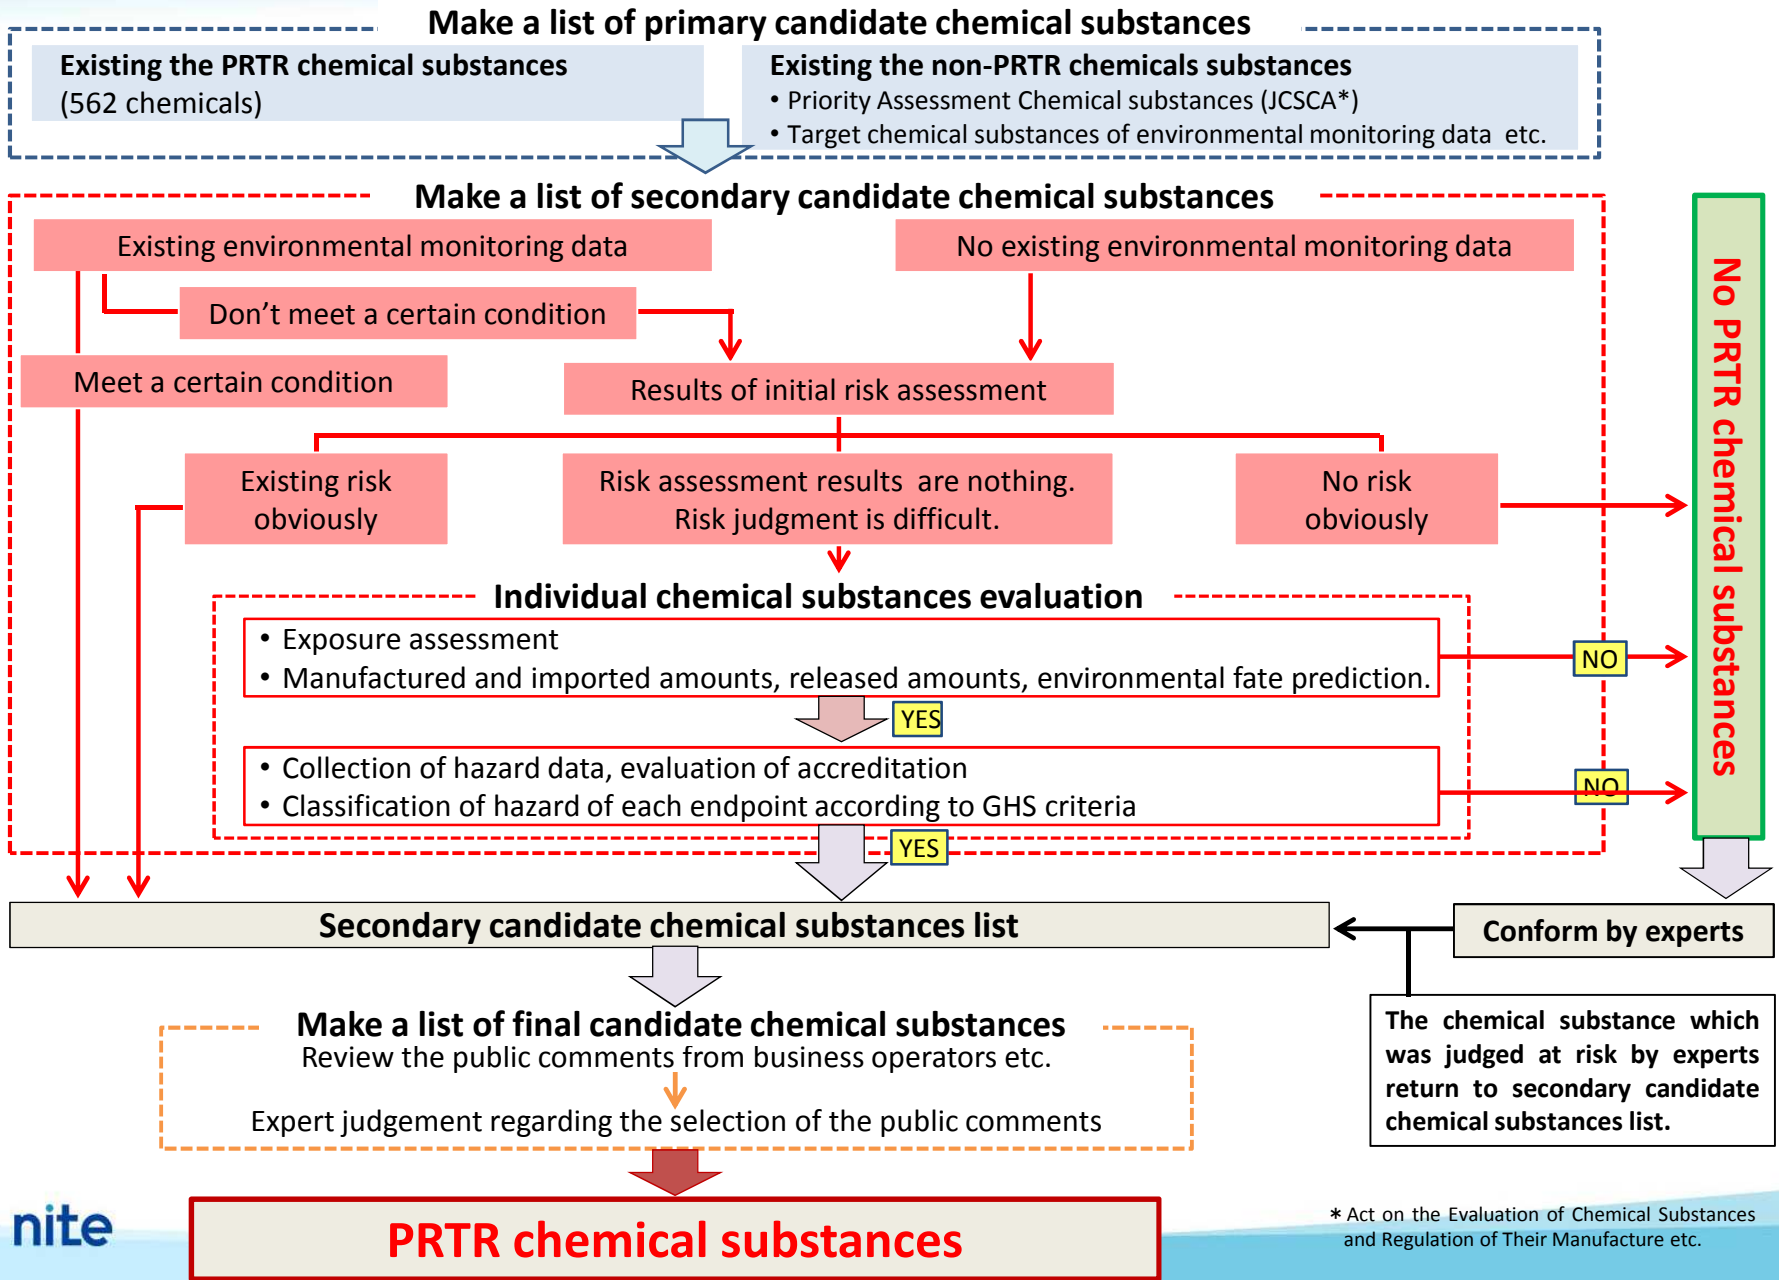 Make a list of primary candidate chemical substances
Existing the PRTR chemical substances
(562 chemicals)
Existing the non-PRTR chemicals substances
• Priority Assessment Chemical substances (JCSCA*)
• Target chemical substances of environmental monitoring data etc.
Make a list of secondary candidate chemical substances
Existing environmental monitoring data
No existing environmental monitoring data
Don't meet a certain condition
Meet a certain condition
Results of initial risk assessment
Existing risk
obviously
Risk assessment results are nothing.
Risk judgment is difficult.
No risk
obviously
No PRTR chemical substances
Individual chemical substances evaluation
• Exposure assessment
• Manufactured and imported amounts, released amounts, environmental fate prediction.
NO
YES
• Collection of hazard data, evaluation of accreditation
• Classification of hazard of each endpoint according to GHS criteria
NO
YES
Secondary candidate chemical substances list
Conform by experts
The chemical substance which
was judged at risk by experts
return to secondary candidate
chemical substances list.
Make a list of final candidate chemical substances
Review the public comments from business operators etc.
Expert judgement regarding the selection of the public comments
PRTR chemical substances
nite
* Act on the Evaluation of Chemical Substances
and Regulation of Their Manufacture etc.